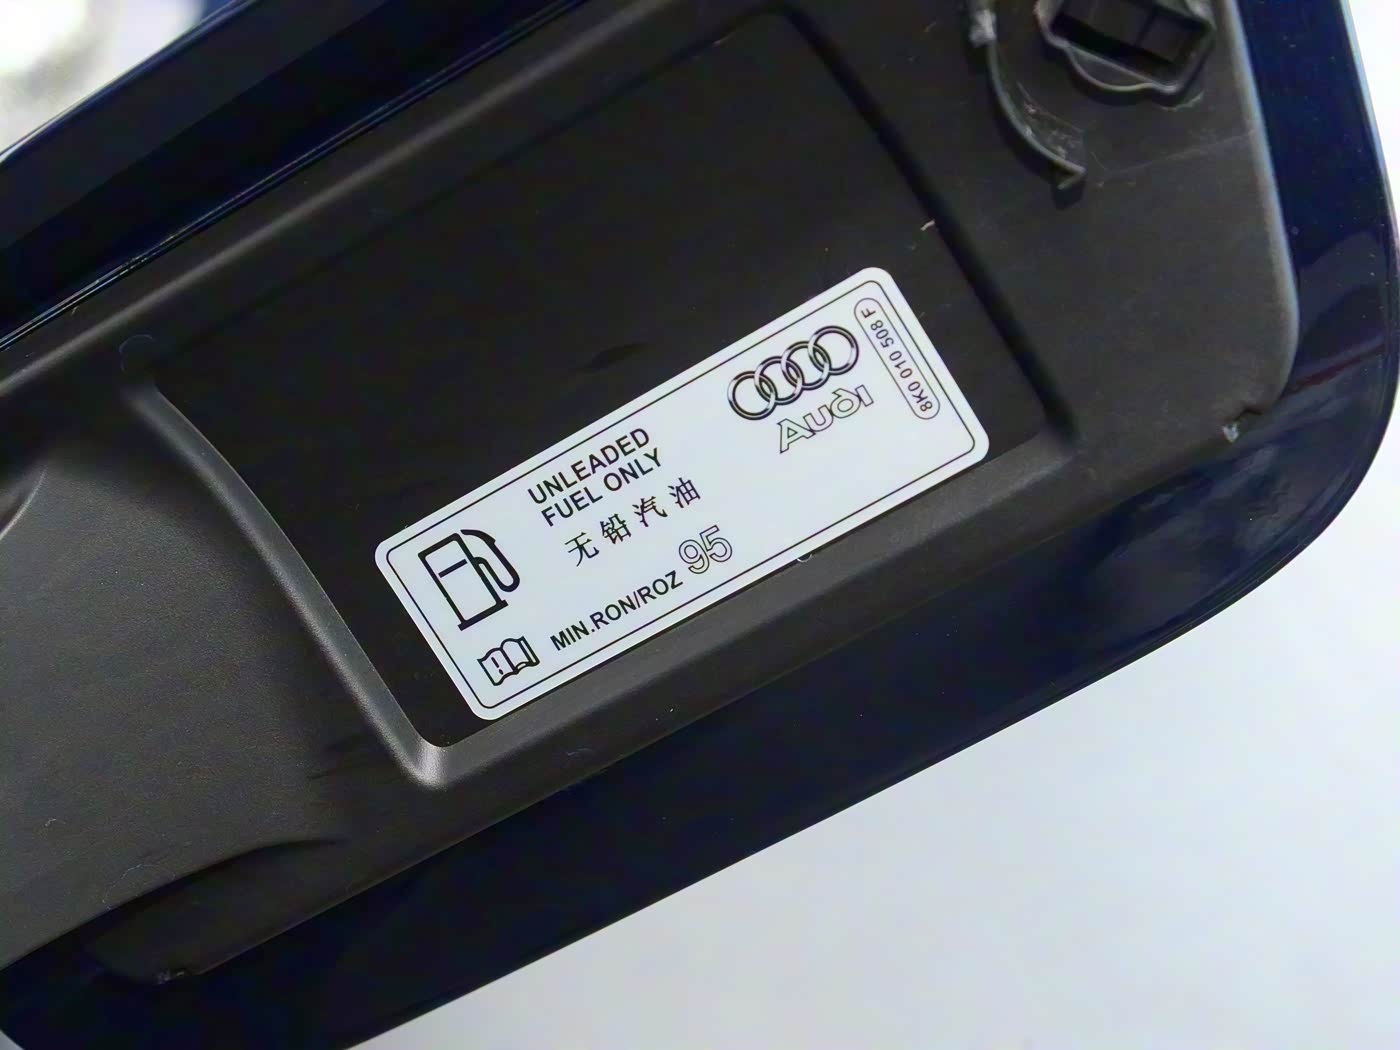 UNLEADED
FUEL ONLY
无铅汽油
MIN.RON/ROZ 95
Audi
8K0 010 508 F